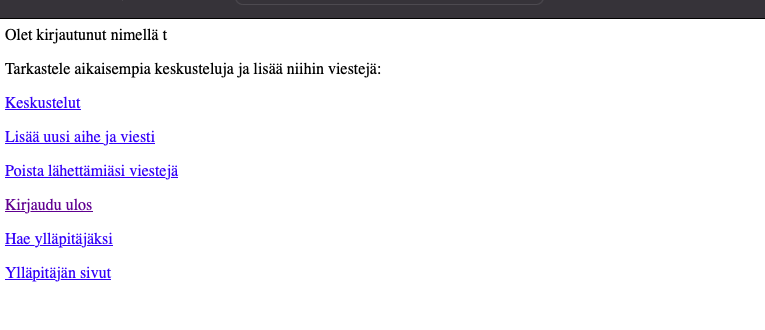 Olet kirjautunut nimellä t
Tarkastele aikaisempia keskusteluja ja lisää niihin viestejä:
Keskustelut
Lisää uusi aihe ja viesti
Poista lähettämiäsi viestejä
Kirjaudu ulos
Hae ylläpitäjäksi
Ylläpitäjän sivut